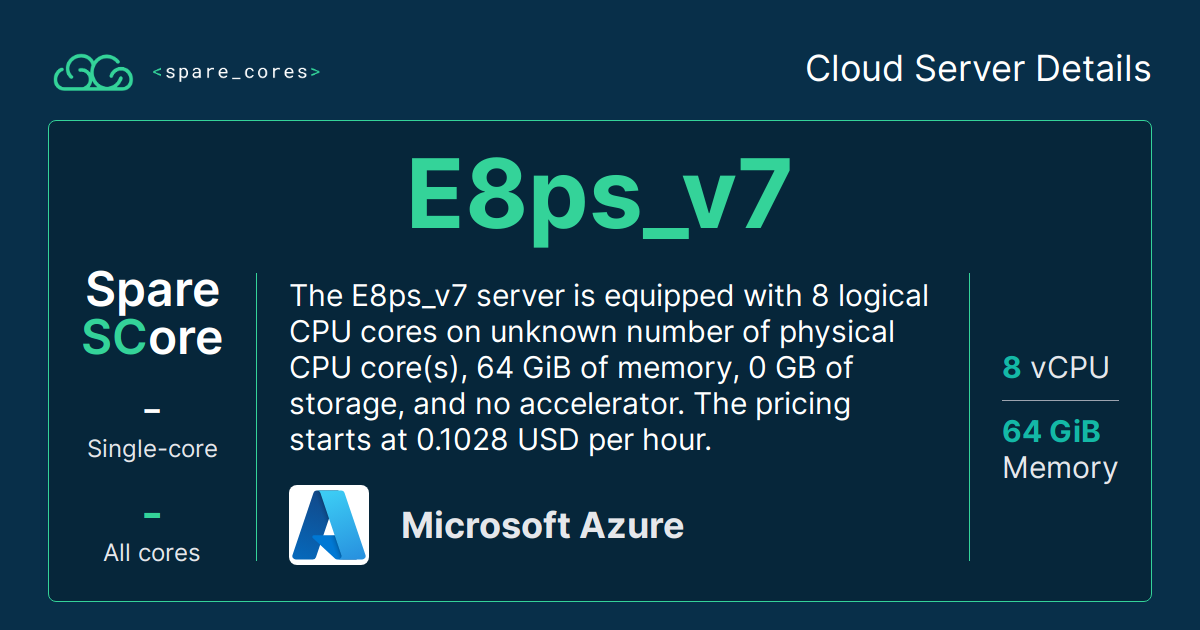 <spare_cores>
Cloud Server Details
E8ps_v7
Spare
SCore
-
Single-core
-
All cores
The E8ps_v7 server is equipped with 8 logical
CPU cores on unknown number of physical
CPU core(s), 64 GiB of memory, 0 GB of
storage, and no accelerator. The pricing
starts at 0.1028 USD per hour.
Microsoft Azure
8 vCPU
64 GiB
Memory